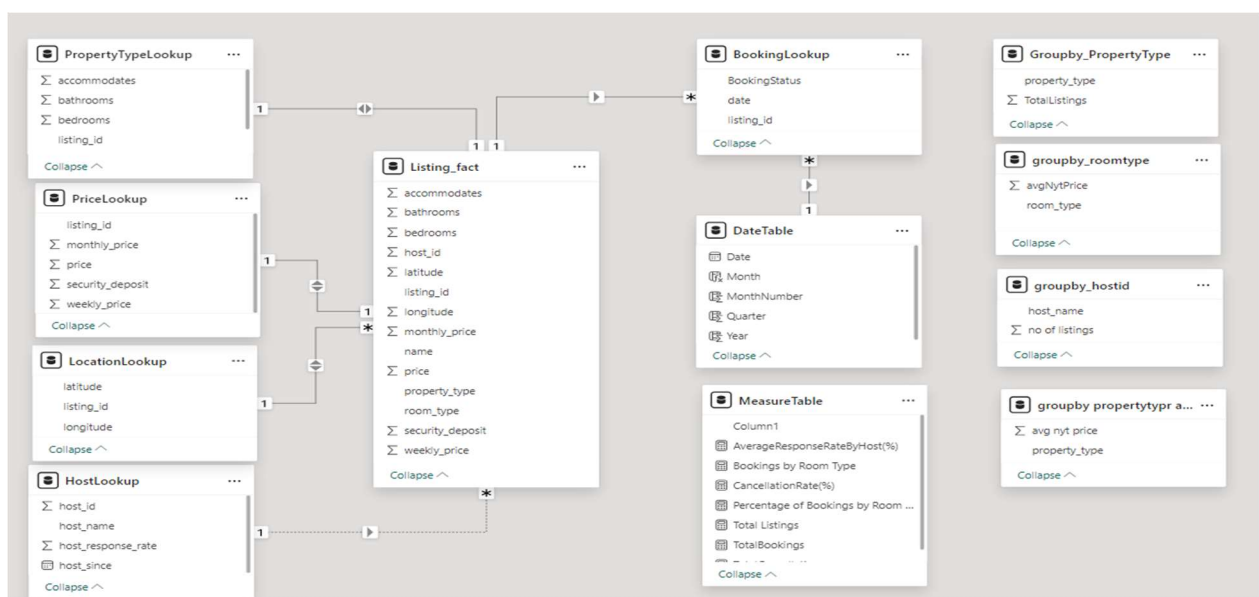 PropertyTypeLookup
accommodates
bathrooms
bedrooms
listing_id
Collapse
PriceLookup
listing_id
monthly_price
price
security_deposit
weekly_price
Collapse
LocationLookup
latitude
listing_id
longitude
Collapse
HostLookup
host_id
host_name
host_response_rate
host_since
Collapse
1
1
1
1
1
1
1
*
*
Listing_fact
accommodates
bathrooms
bedrooms
host_id
latitude
listing_id
longitude
monthly_price
name
price
property_type
room_type
security_deposit
weekly_price
Collapse
*
BookingLookup
BookingStatus
date
listing_id
Collapse
*
1
DateTable
Date
Month
MonthNumber
Quarter
Year
Collapse
MeasureTable
Column1
AverageResponseRateByHost(%)
Bookings by Room Type
CancellationRate(%)
Percentage of Bookings by Room ...
Total Listings
TotalBookings
Collapse
Groupby_PropertyType
property_type
TotalListings
Collapse
groupby_roomtype
avgNytPrice
room_type
Collapse
groupby_hostid
host_name
no of listings
Collapse
groupby propertytypr a...
avg nyt price
property_type
Collapse